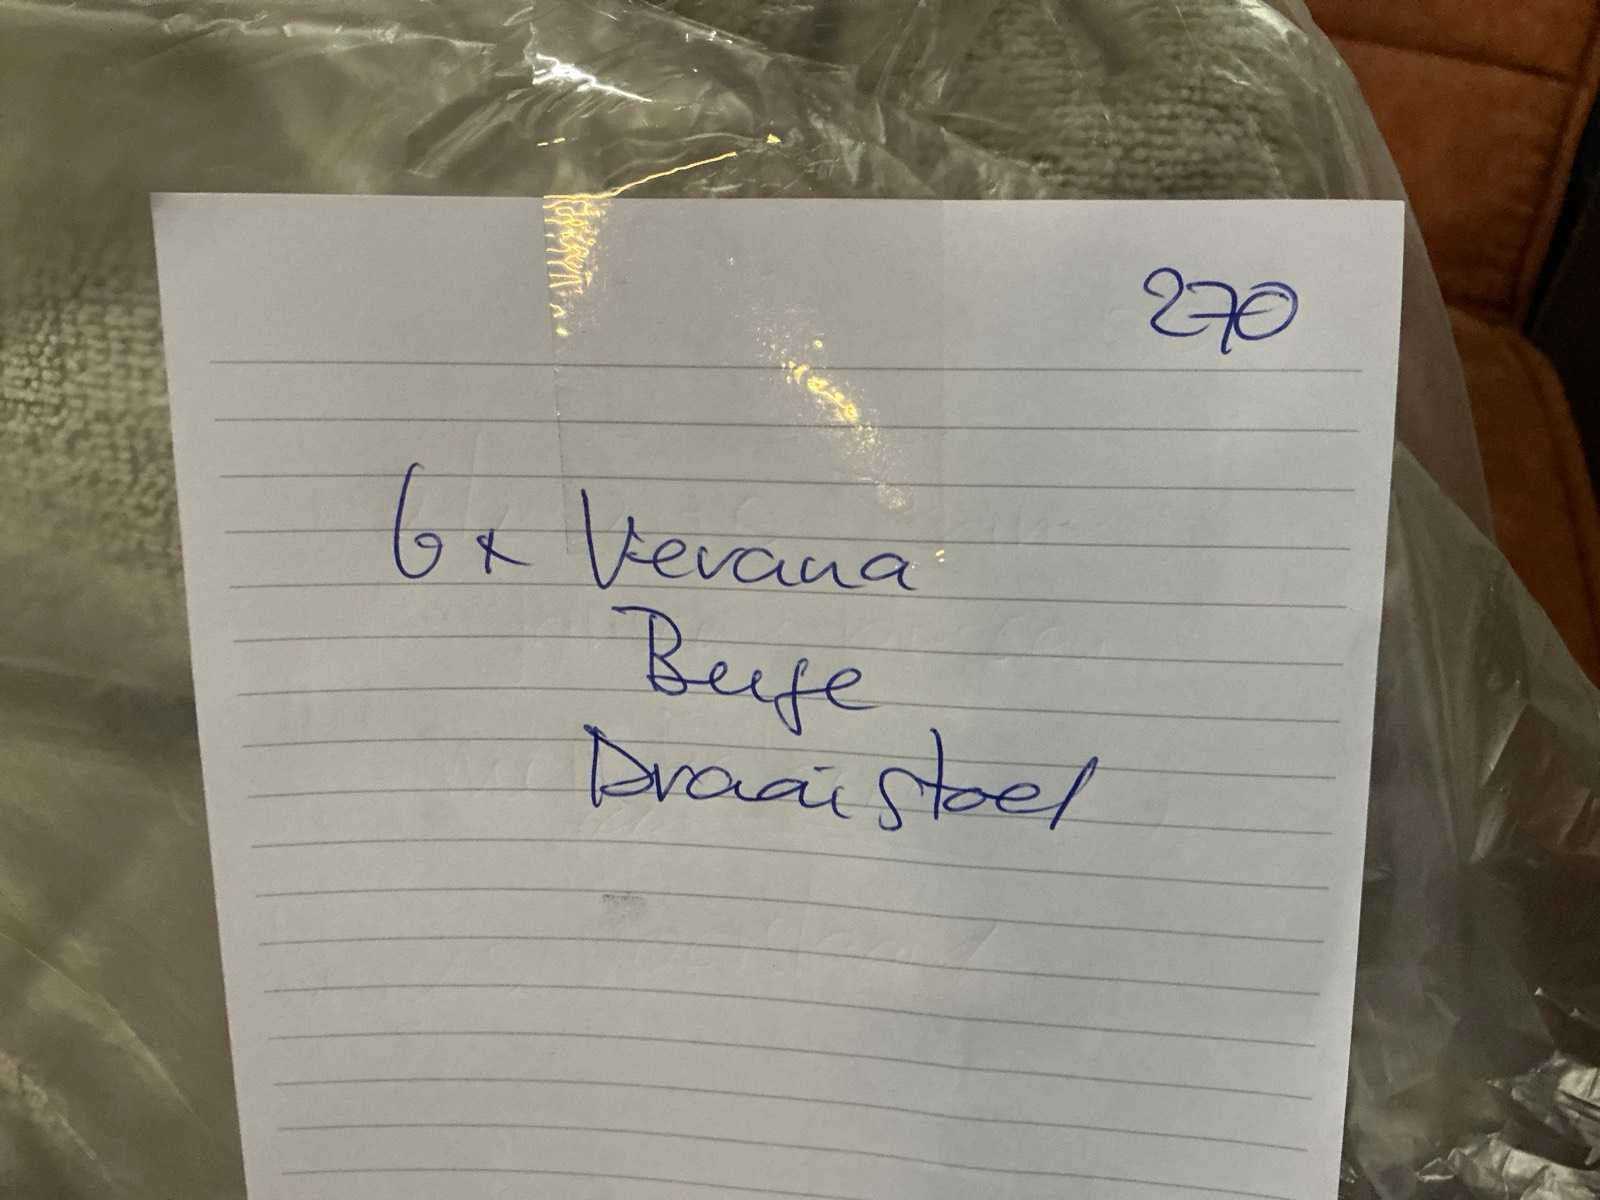 270
6x Verana
Beige
Draaistoel